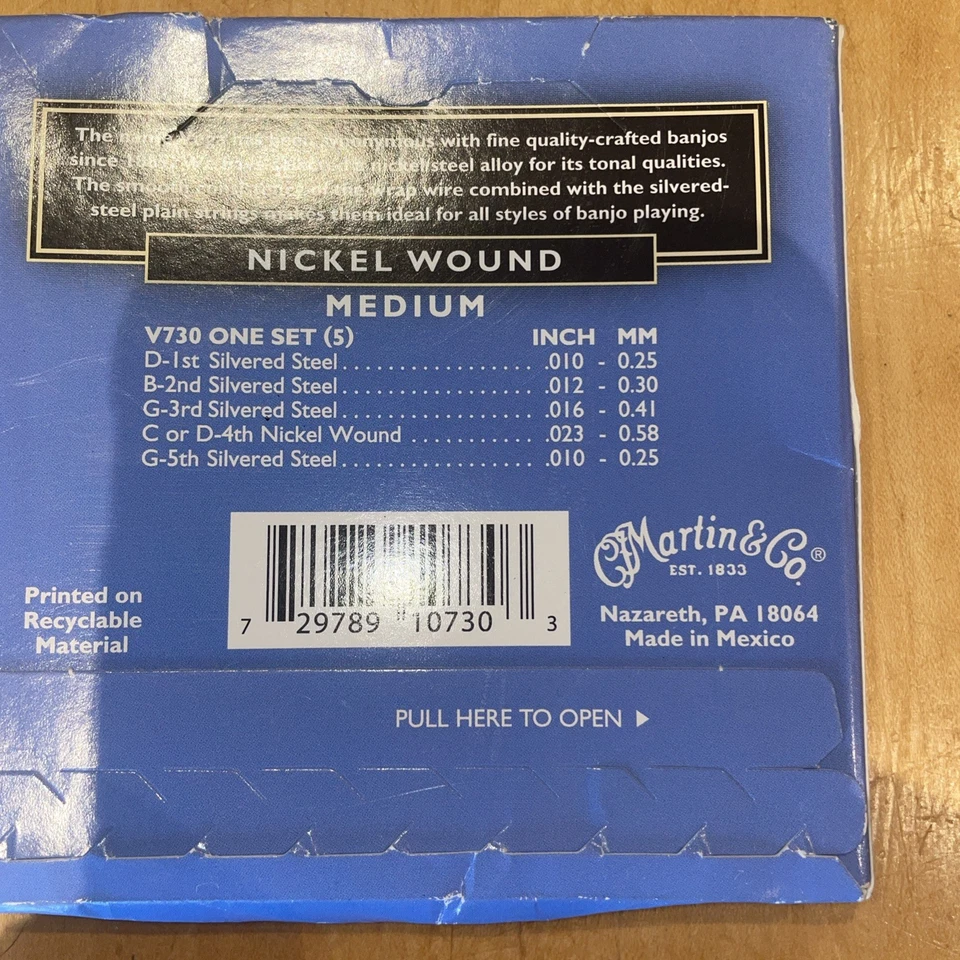 The with fine quality-crafted banjos
since nickel steel alloy for its tonal qualities.
The smooth of the wrap wire combined with the silvered-
steel plain strings makes them ideal for all styles of banjo playing.
NICKEL WOUND
MEDIUM
V730 ONE SET (5) INCH MM
D-1st Silvered Steel.................. .010 - 0.25
B-2nd Silvered Steel.................. .012 - 0.30
G-3rd Silvered Steel.................. .016 - 0.41
C or D-4th Nickel Wound ............ .023 - 0.58
G-5th Silvered Steel.................. .010 - 0.25
7 29789 10730 3
CFMartin & Co.®
EST. 1833
Nazareth, PA 18064
Made in Mexico
Printed on
Recyclable
Material
PULL HERE TO OPEN ▶